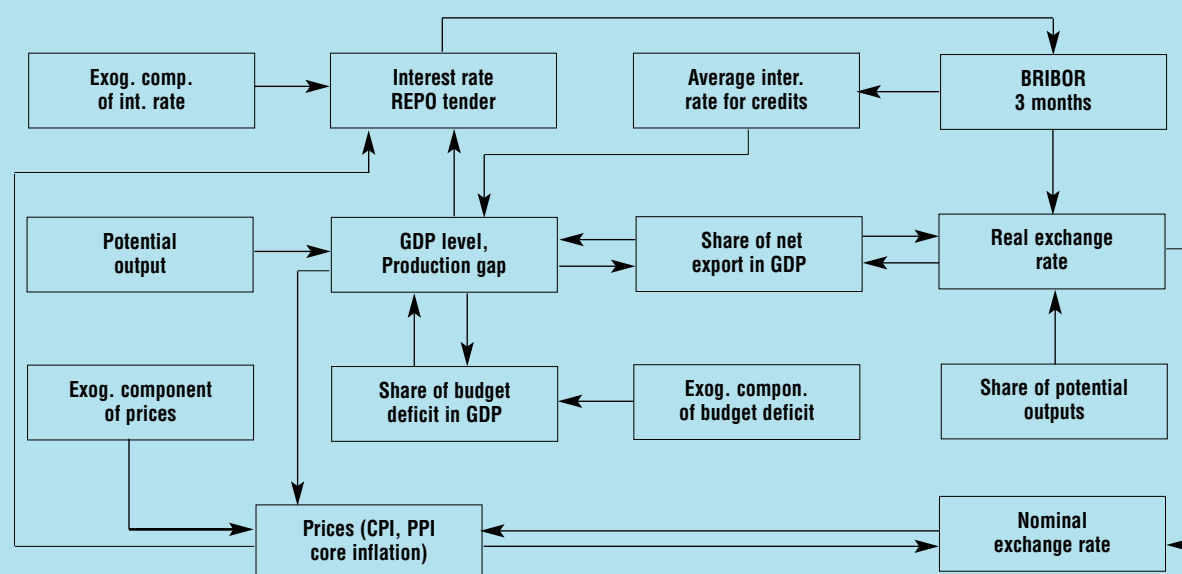 Exog. comp.
of int. rate
Interest rate
REPO tender
Average inter.
rate for credits
BRIBOR
3 months
Potential
output
GDP level,
Production gap
Share of net
export in GDP
Real exchange
rate
Exog. component
of prices
Share of budget
deficit in GDP
Exog. compon.
of budget deficit
Share of potential
outputs
Prices (CPI, PPI
core inflation)
Nominal
exchange rate